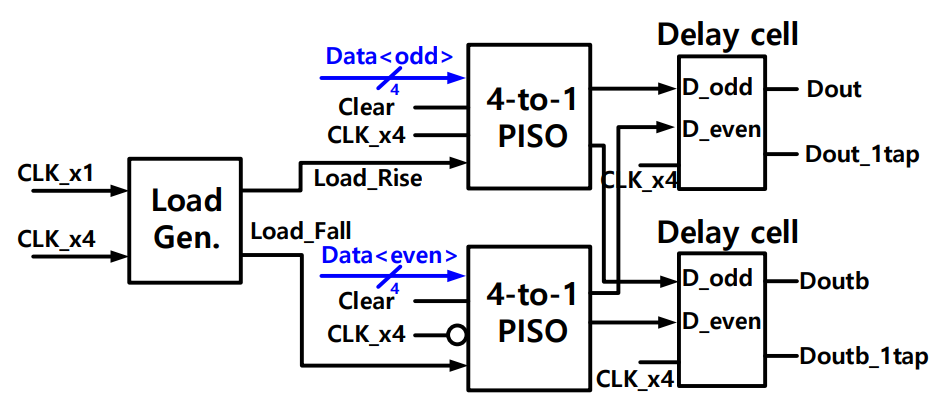 Delay cell
Data<odd>
4
Clear
CLK_x4
4-to-1
PISO
D_odd
D_even
CLK_x4
Dout
Dout_1tap
CLK_x1
CLK_x4
Load
Gen.
Load_Rise
Load_Fall
Delay cell
Data<even>
4
Clear
CLK_x4
4-to-1
PISO
D_odd
D_even
CLK_x4
Doutb
Doutb_1tap